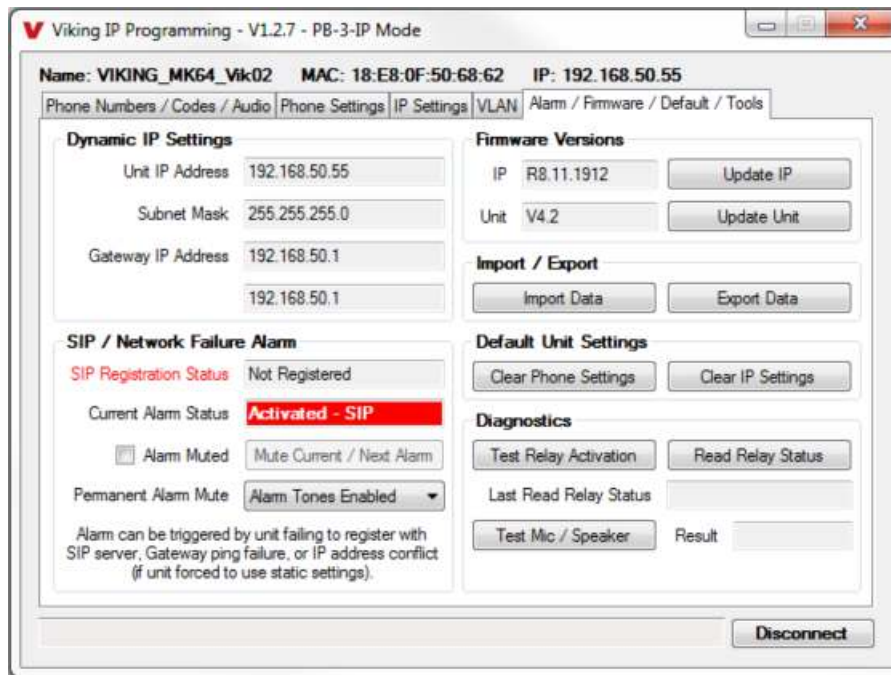 Viking IP Programming - V1.2.7 - PB-3-IP Mode
Name: VIKING_MK64_Vik02 MAC: 18:E8:0F:50:68:62 IP: 192.168.50.55
Phone Numbers / Codes / Audio Phone Settings IP Settings VLAN Alarm / Firmware / Default / Tools
Dynamic IP Settings
Unit IP Address 192.168.50.55
Subnet Mask 255.255.255.0
Gateway IP Address 192.168.50.1
192.168.50.1
SIP / Network Failure Alarm
SIP Registration Status Not Registered
Current Alarm Status Activated - SIP
Alarm Muted Mute Current / Next Alarm
Permanent Alarm Mute Alarm Tones Enabled
Alarm can be triggered by unit failing to register with
SIP server, Gateway ping failure, or IP address conflict
(if unit forced to use static settings).
Firmware Versions
IP R8.11.1912 Update IP
Unit V4.2 Update Unit
Import / Export
Import Data Export Data
Default Unit Settings
Clear Phone Settings Clear IP Settings
Diagnostics
Test Relay Activation Read Relay Status
Last Read Relay Status
Test Mic / Speaker Result
Disconnect